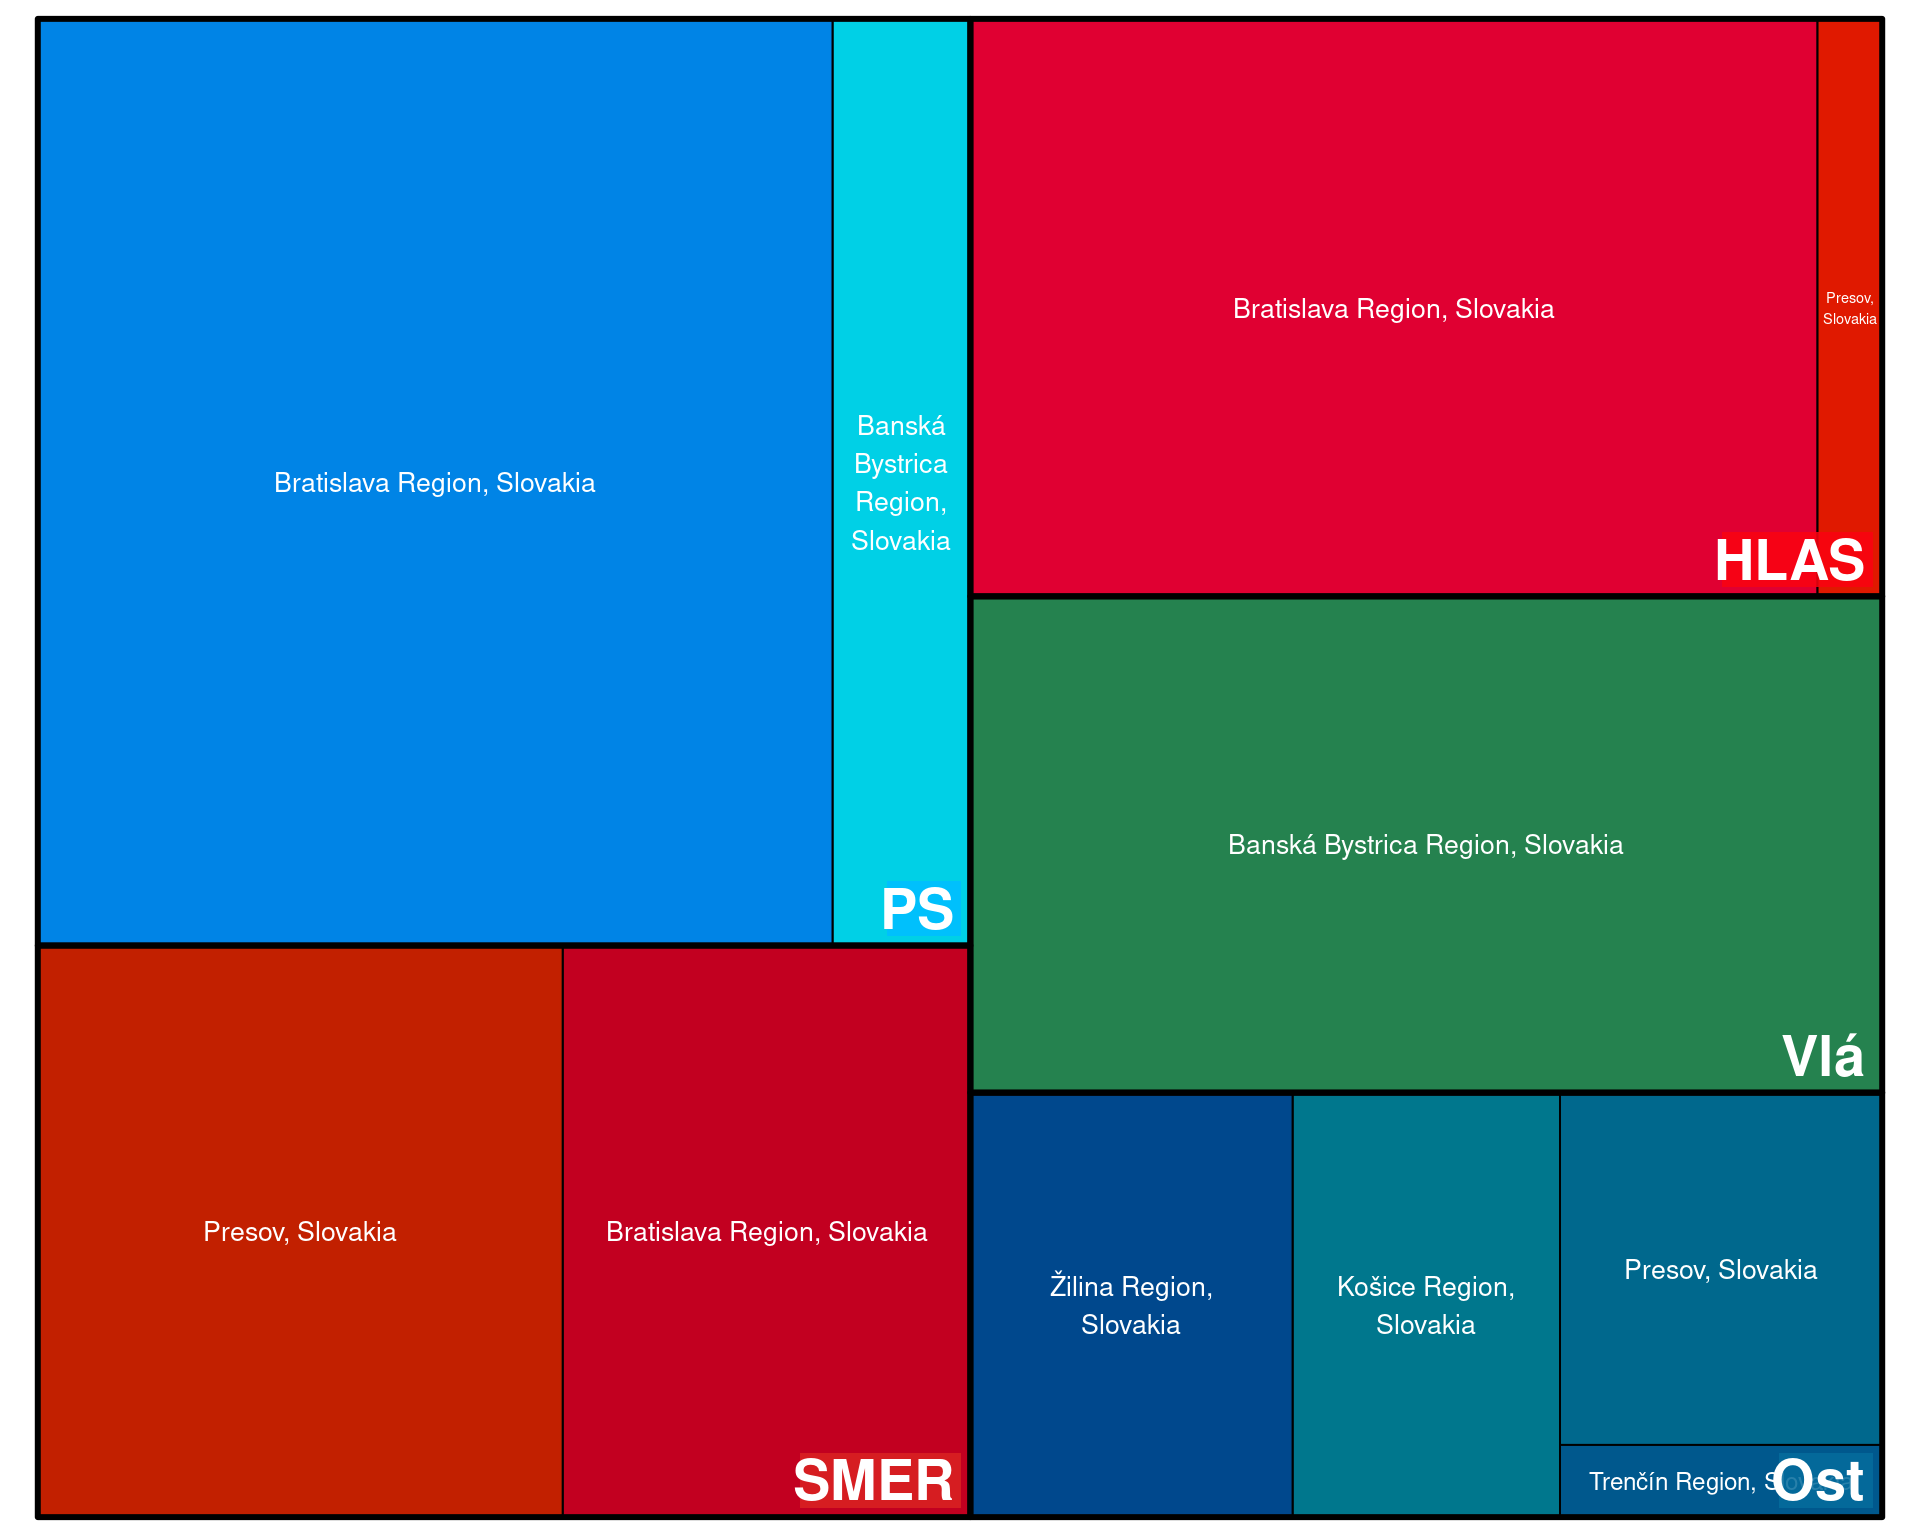 Bratislava Region, Slovakia
Banská
Bystrica
Region,
Slovakia
PS
Bratislava Region, Slovakia
Presov,
Slovakia
HLAS
Banská Bystrica Region, Slovakia
Vlá
Presov, Slovakia
Bratislava Region, Slovakia
SMER
Žilina Region,
Slovakia
Košice Region,
Slovakia
Presov, Slovakia
Trenčín Region,
Ost